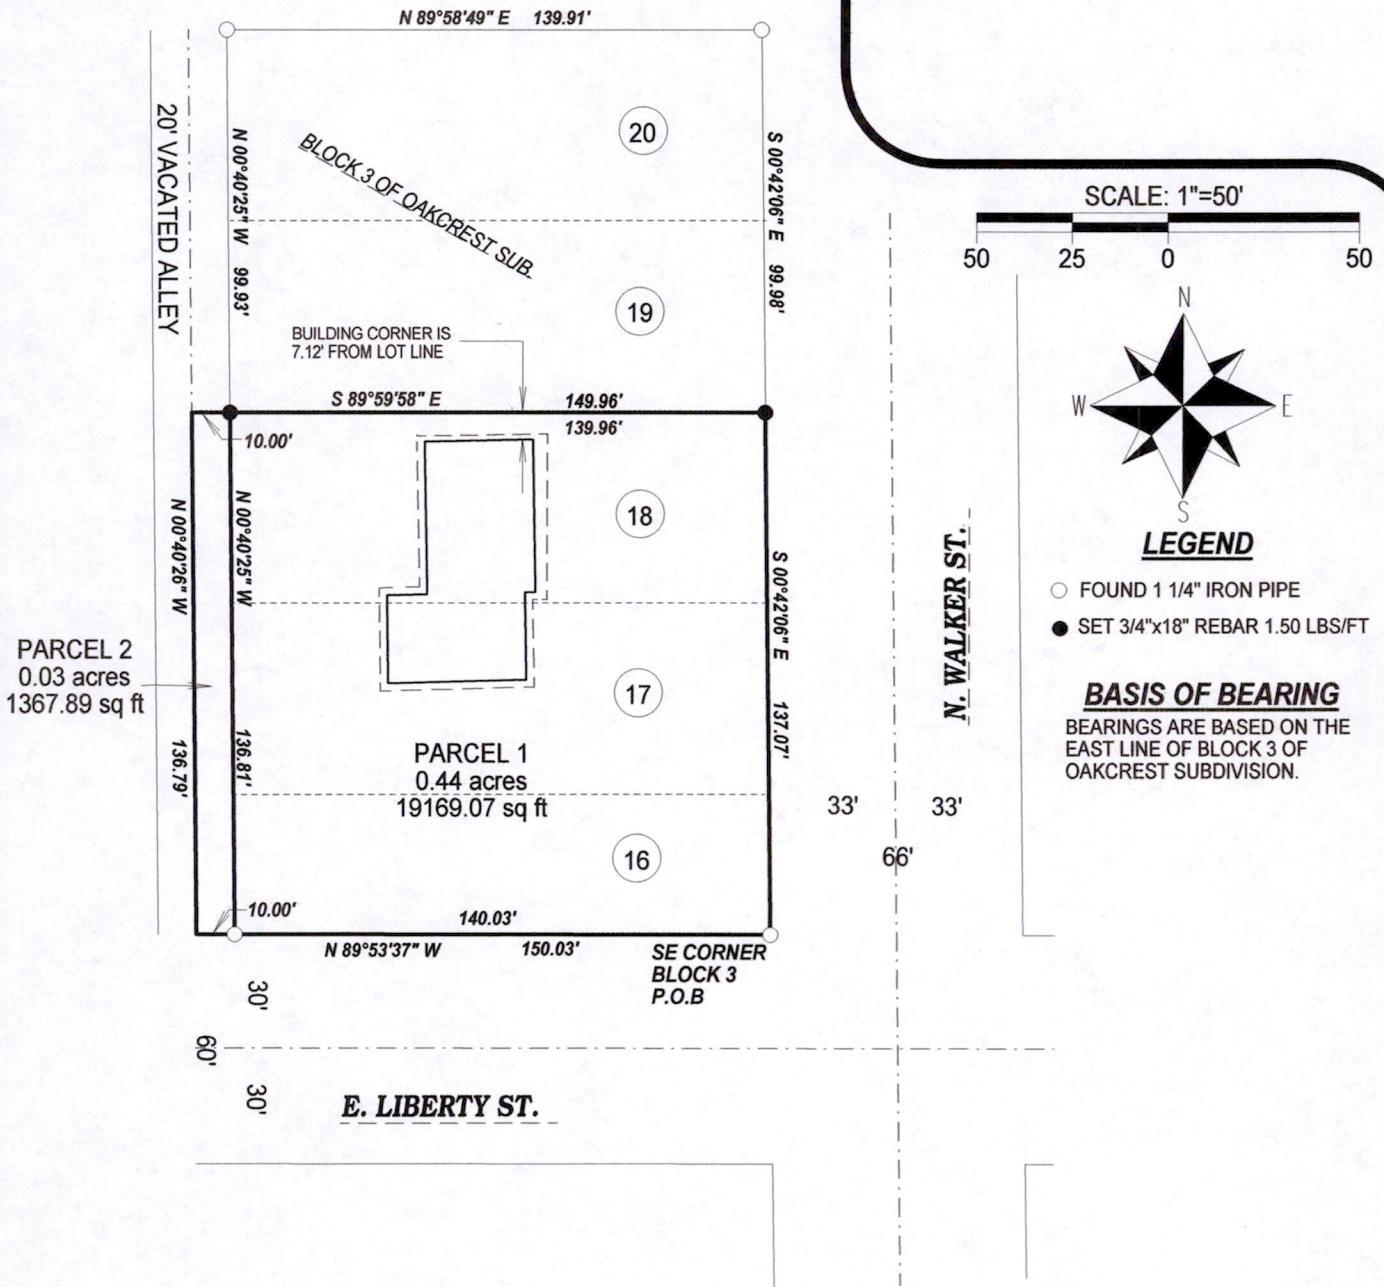 N 89°58'49" E 139.91'
20' VACATED ALLEY
N 00°40'25" W 99.93'
BLOCK 3 OF OAKCREST SUB.
20
S 00°42'06" E 99.98'
19
BUILDING CORNER IS
7.12' FROM LOT LINE
S 89°59'58" E 149.96'
139.96'
10.00'
N 00°40'26" W 136.79'
N 00°40'25" W 136.81'
18
S 00°42'06" E 137.07'
17
PARCEL 2
0.03 acres
1367.89 sq ft
PARCEL 1
0.44 acres
19169.07 sq ft
16
10.00'
140.03'
N 89°53'37" W 150.03'
SE CORNER
BLOCK 3
P.O.B
30'
60'
30'
E. LIBERTY ST.
N. WALKER ST.
33' 33'
66'
SCALE: 1"=50'
50 25 0 50
N
W E
S
LEGEND
FOUND 1 1/4" IRON PIPE
SET 3/4"x18" REBAR 1.50 LBS/FT
BASIS OF BEARING
BEARINGS ARE BASED ON THE
EAST LINE OF BLOCK 3 OF
OAKCREST SUBDIVISION.